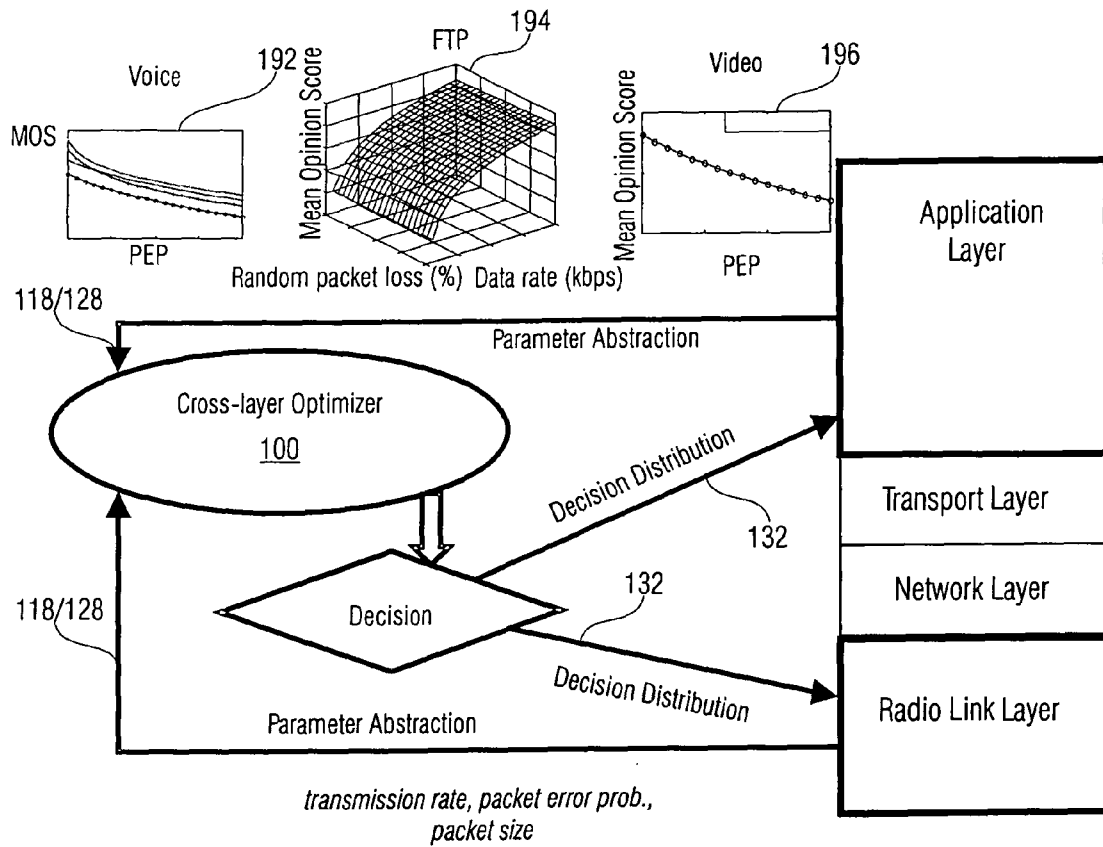 FTP
194
Voice
192
Video
196
MOS
Mean Opinion Score
Mean Opinion Score
PEP
PEP
Random packet loss (%) Data rate (kbps)
Application
Layer
118/128
Parameter Abstraction
Cross-layer Optimizer
100
Decision Distribution
132
Transport Layer
Network Layer
118/128
Decision
132
Decision Distribution
Radio Link Layer
Parameter Abstraction
transmission rate, packet error prob.,
packet size